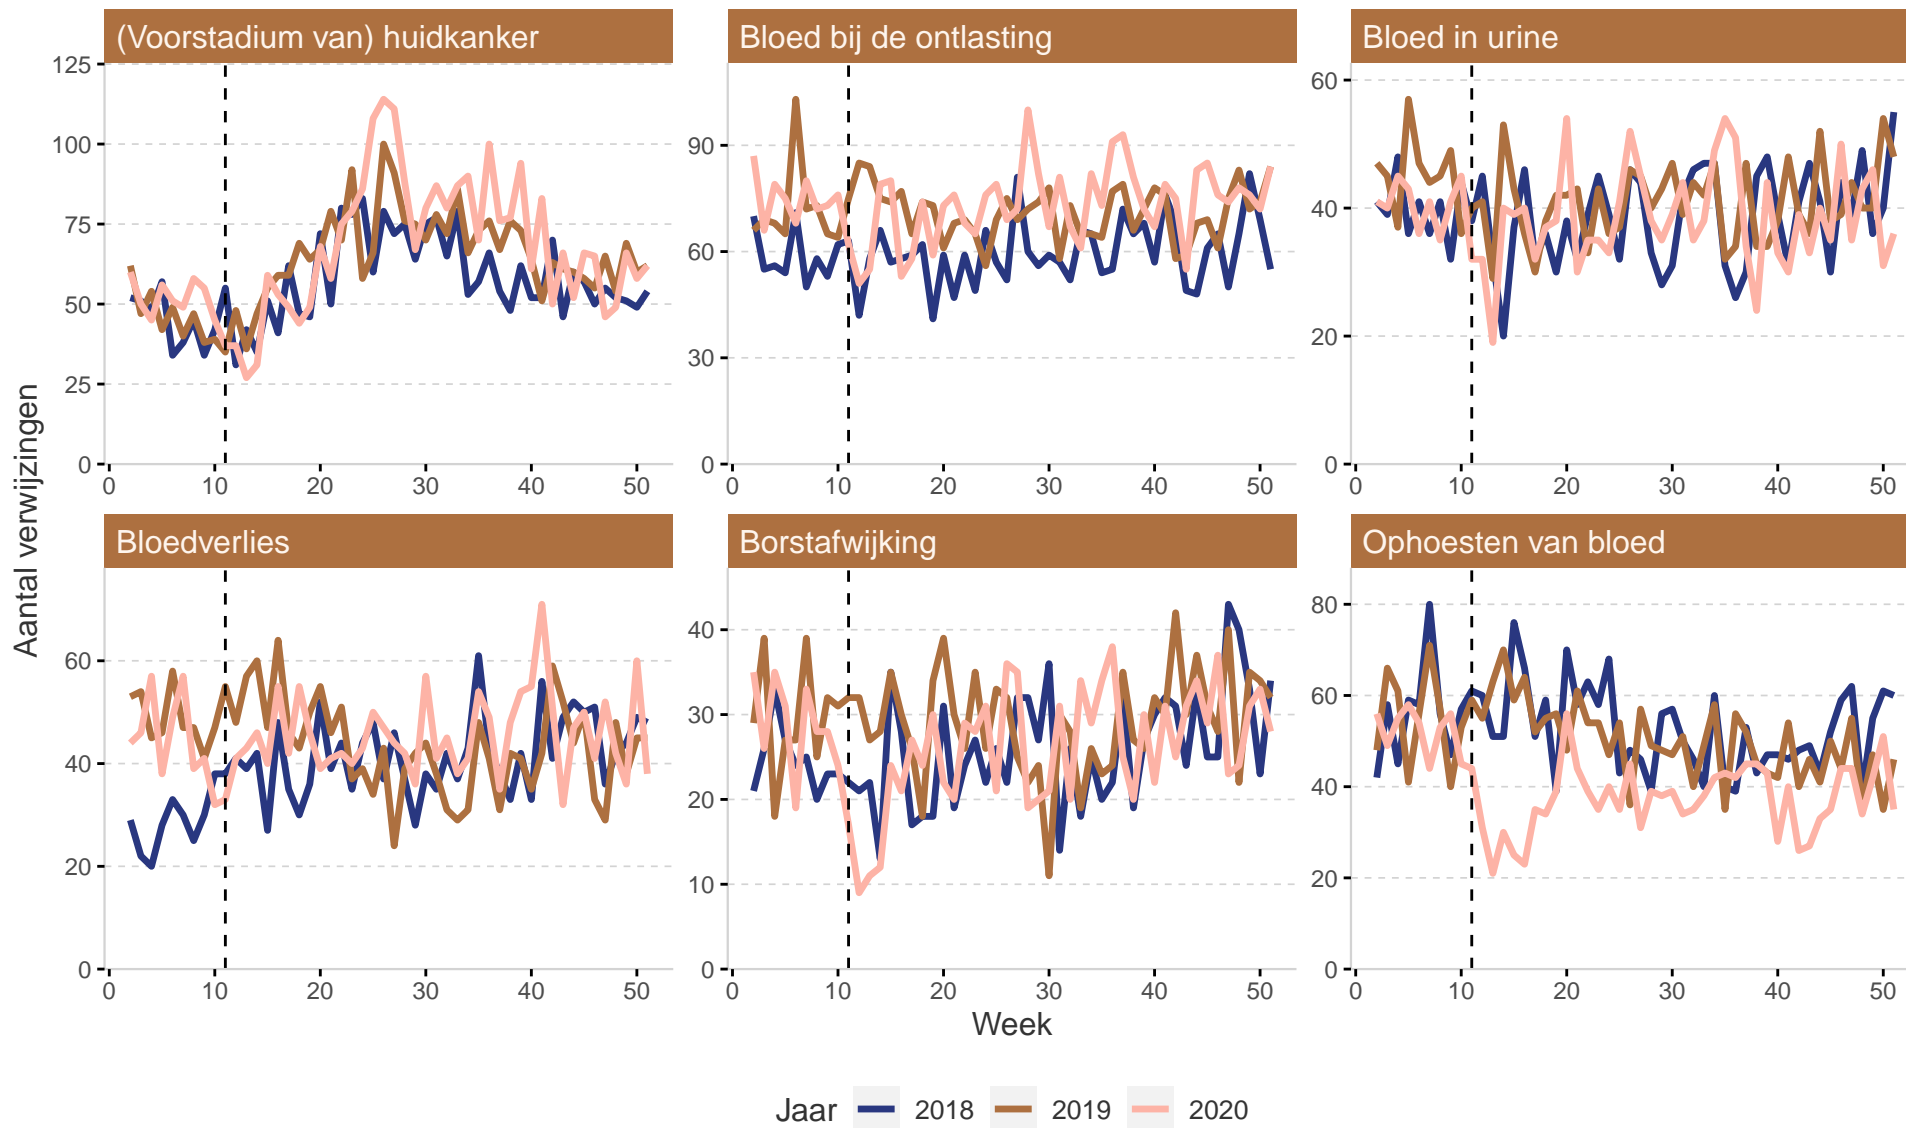 (Voorstadium van) huidkanker
Bloed bij de ontlasting
Bloed in urine
125
100
75
50
25
0
0 10 20 30 40 50
90
60
30
0
0 10 20 30 40 50
60
40
20
0
0 10 20 30 40 50
Aantal verwijzingen
Bloedverlies
Borstafwijking
Ophoesten van bloed
60
40
20
0
0 10 20 30 40 50
40
30
20
10
0
0 10 20 30 40 50
80
60
40
20
0
0 10 20 30 40 50
Week
Jaar 2018 2019 2020